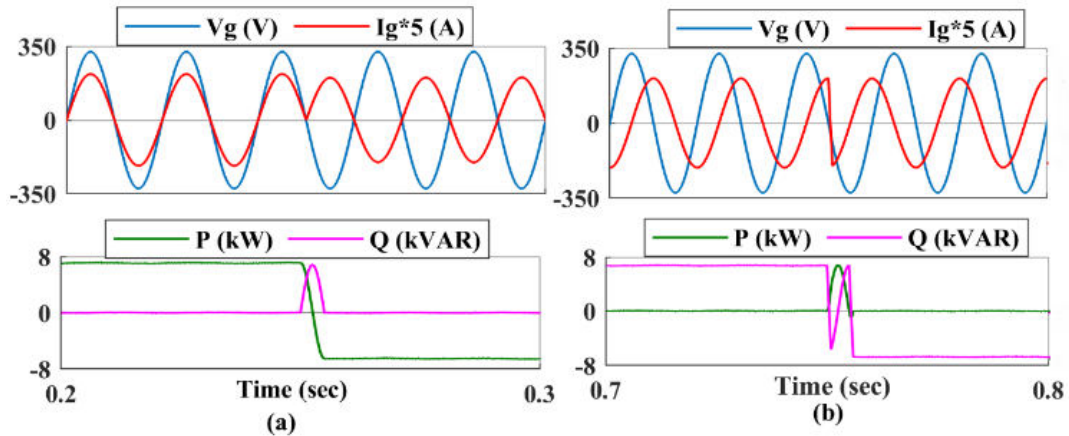 Vg (V) Ig*5 (A)
350
0
-350
P (kW) Q (kVAR)
8
0
-8
0.2 Time (sec) 0.3
(a)
Vg (V) Ig*5 (A)
350
0
-350
P (kW) Q (kVAR)
8
0
-8
0.7 Time (sec) 0.8
(b)